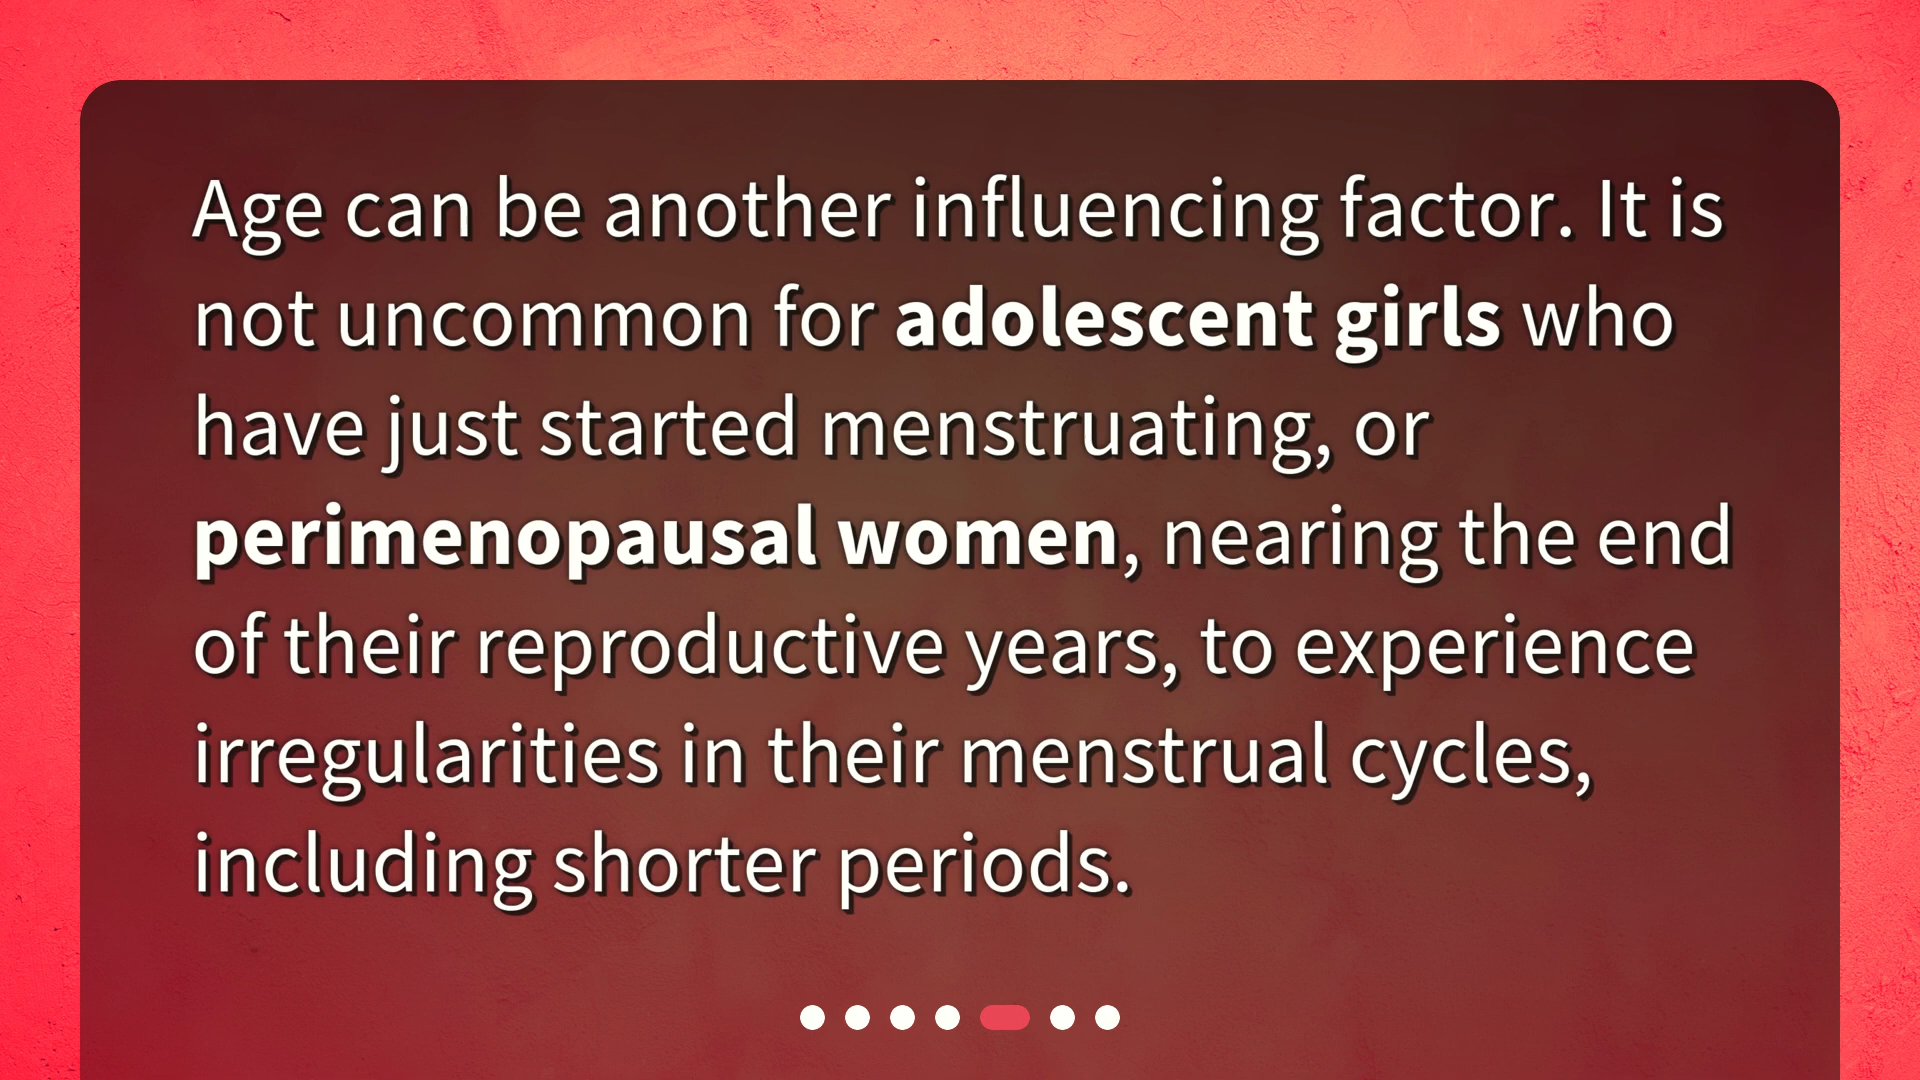 Age can be another influencing factor. It is
not uncommon for adolescent girls who
have just started menstruating, or
perimenopausal women, nearing the end
of their reproductive years, to experience
irregularities in their menstrual cycles,
including shorter periods.